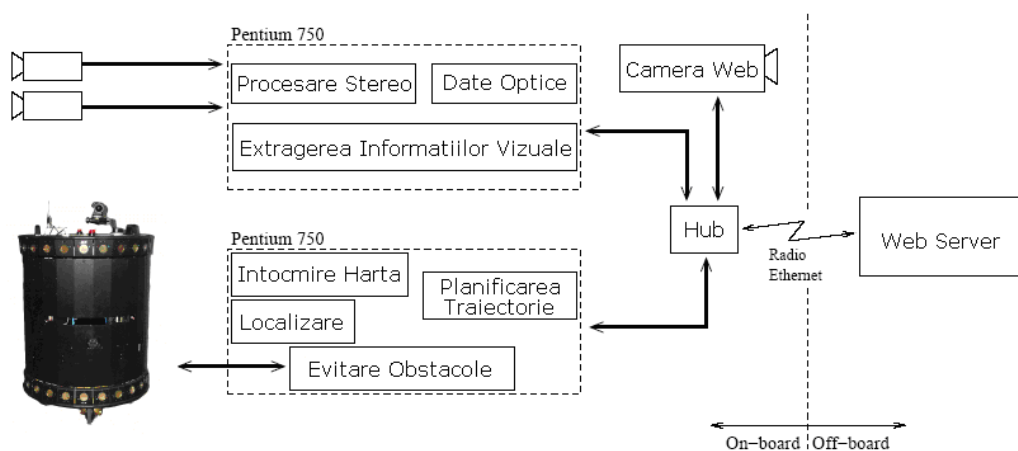 Pentium 750
Procesare Stereo
Date Optice
Camera Web
Extragerea Informatiilor Vizuale
Pentium 750
Intocmire Harta
Planificarea
Traiectorie
Localizare
Evitare Obstacole
Hub
Radio
Ethernet
Web Server
On-board
Off-board